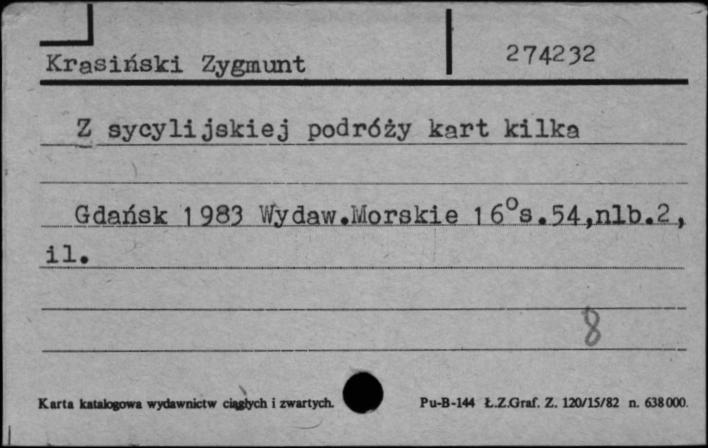 Krasiński Zygmunt 274232
Z sycylijskiej podróży kart kilka
Gdańsk 1983 Wydaw.Morskie 16°s.54,nlb.2,
il.
8
Karta katalogowa wydawnictw ciągłych i zwartych. Pu-B-144 Ł.Z.Graf. Z. 120/15/82 n. 638000.